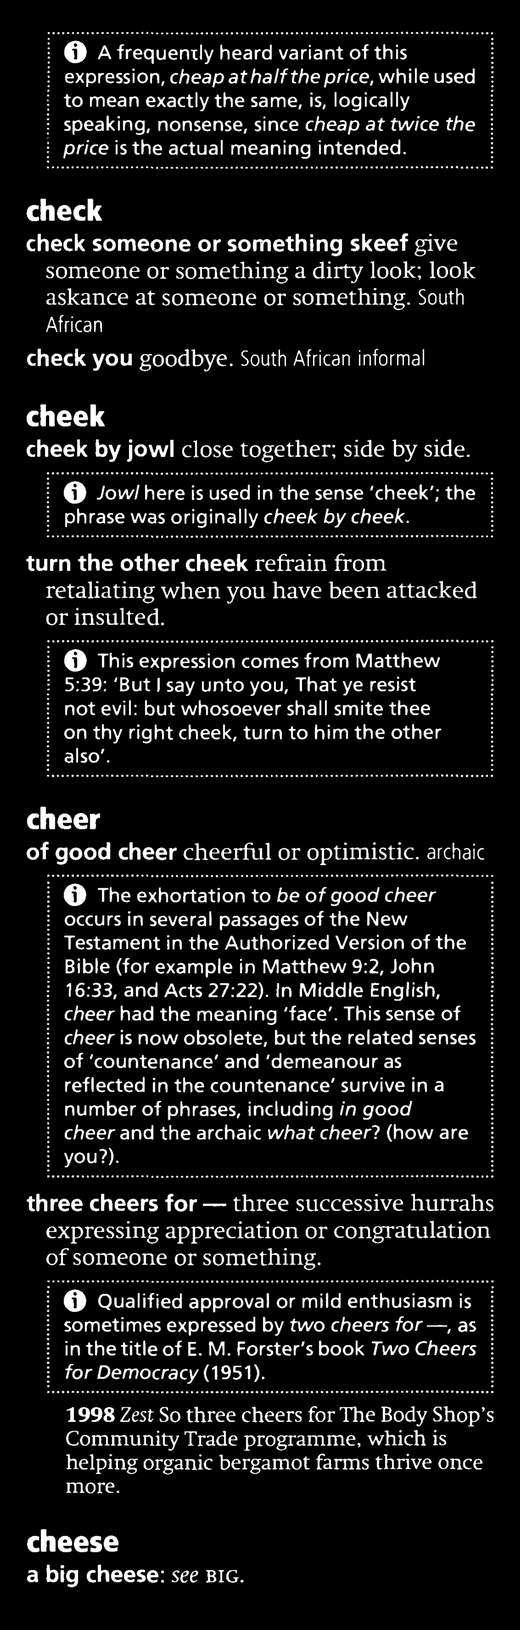 A frequently heard variant of this
expression, cheap at half the price, while used
to mean exactly the same, is, logically
speaking, nonsense, since cheap at twice the
price is the actual meaning intended.
check
check someone or something skeef give
someone or something a dirty look; look
askance at someone or something. South
African
check you goodbye. South African informal
cheek
cheek by jowl close together; side by side.
Jowl here is used in the sense 'cheek'; the
phrase was originally cheek by cheek.
turn the other cheek refrain from
retaliating when you have been attacked
or insulted.
This expression comes from Matthew
5:39: 'But I say unto you, That ye resist
not evil: but whosoever shall smite thee
on thy right cheek, turn to him the other
also'.
cheer
of good cheer cheerful or optimistic. archaic
The exhortation to be of good cheer
occurs in several passages of the New
Testament in the Authorized Version of the
Bible (for example in Matthew 9:2, John
16:33, and Acts 27:22). In Middle English,
cheer had the meaning 'face'. This sense of
cheer is now obsolete, but the related senses
of 'countenance' and 'demeanour as
reflected in the countenance' survive in a
number of phrases, including in good
cheer and the archaic what cheer? (how are
you?).
three cheers for — three successive hurrahs
expressing appreciation or congratulation
of someone or something.
Qualified approval or mild enthusiasm is
sometimes expressed by two cheers for —, as
in the title of E. M. Forster's book Two Cheers
for Democracy (1951).
1998 Zest So three cheers for The Body Shop's
Community Trade programme, which is
helping organic bergamot farms thrive once
more.
cheese
a big cheese: see BIG.